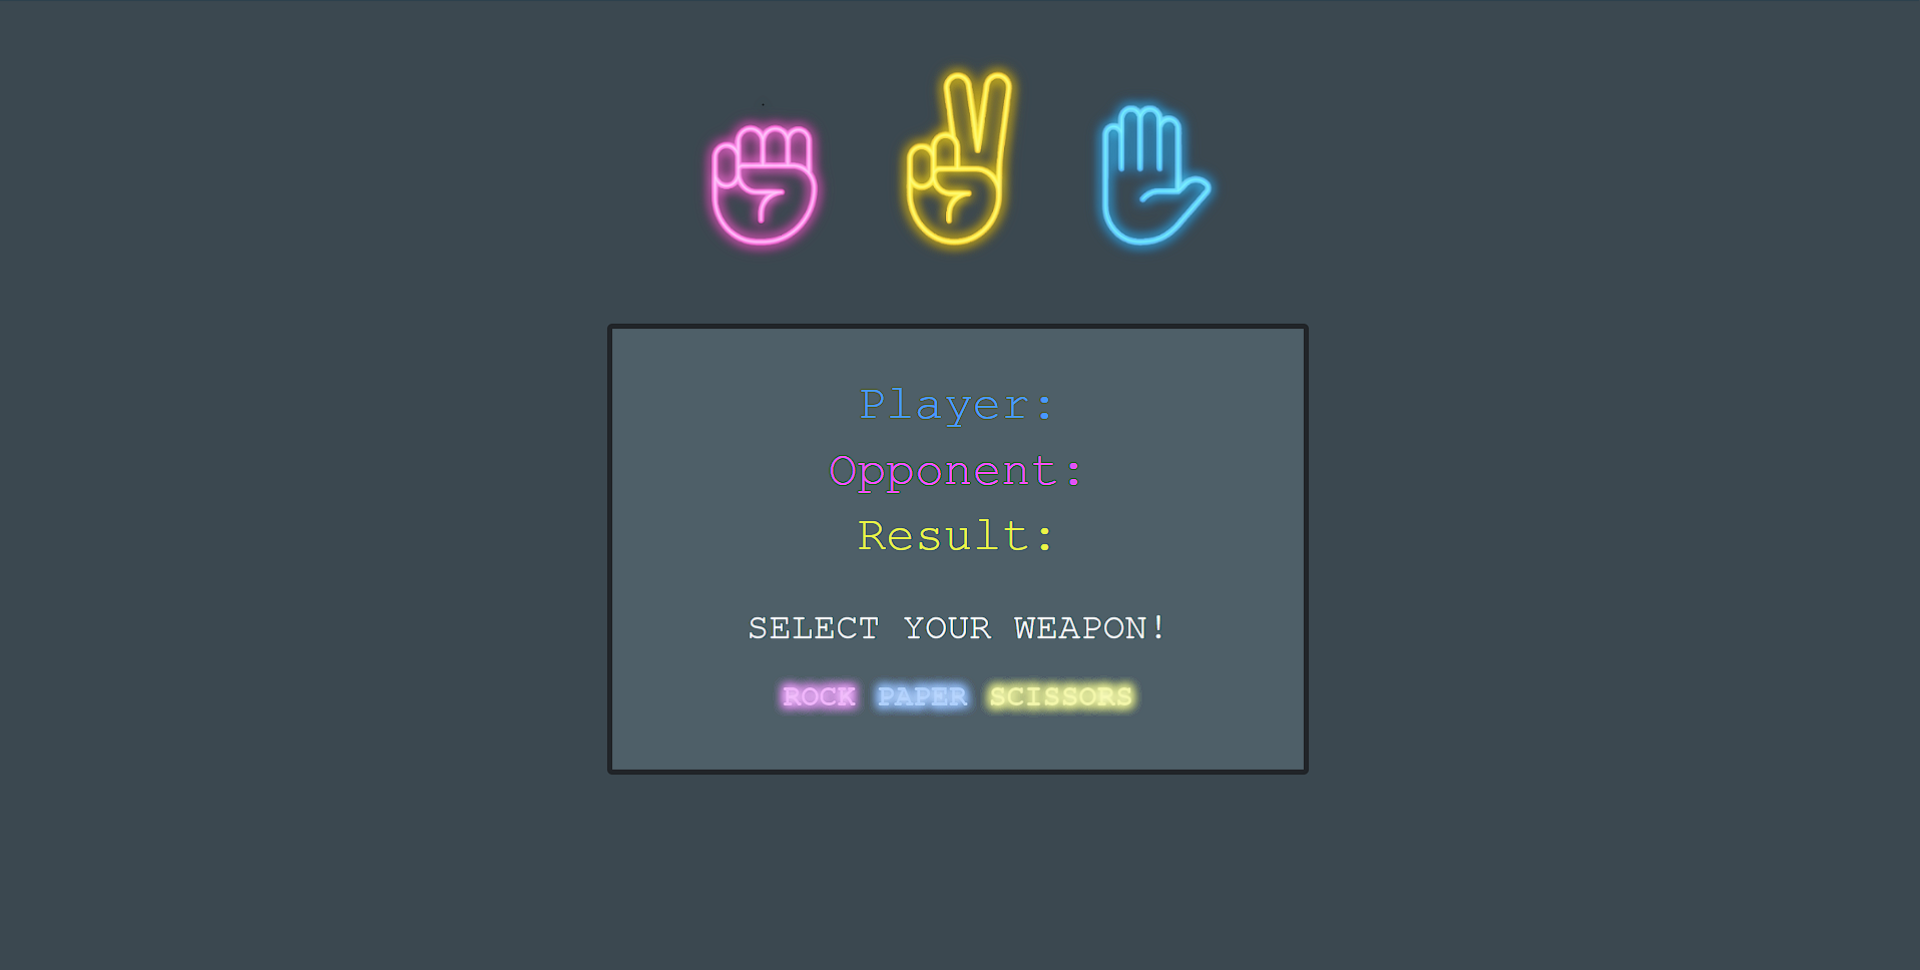 Player:
Opponent:
Result:
SELECT YOUR WEAPON!
ROCK PAPER SCISSORS